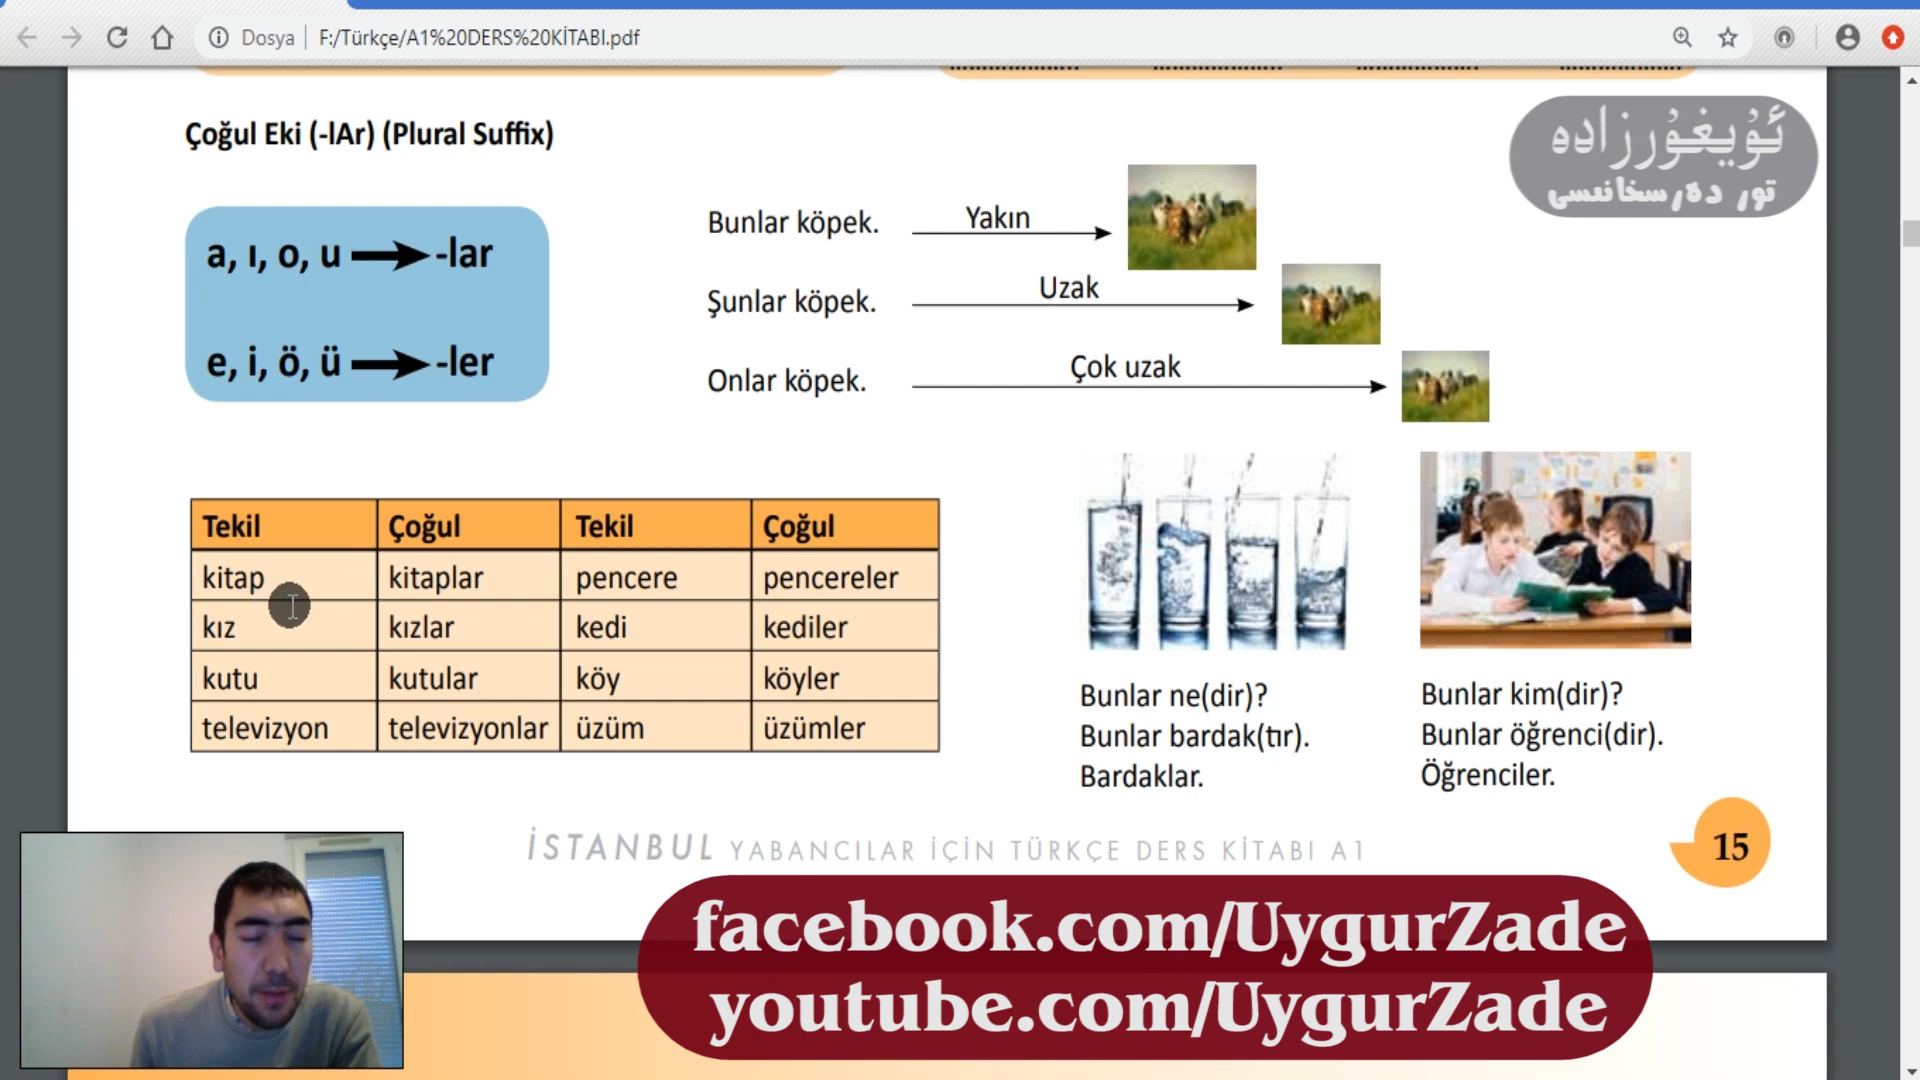 Dosya
F:/Türkçe/A1%20DERS%20KİTABI.pdf
Çoğul Eki (-lAr) (Plural Suffix)
ئۇيغۇرزادە
تور دەرسخانىسى
a, ı, o, u -lar
e, i, ö, ü -ler
Bunlar köpek. Yakın
Şunlar köpek. Uzak
Onlar köpek. Çok uzak
Tekil Çoğul Tekil Çoğul
kitap kitaplar pencere pencereler
kız kızlar kedi kediler
kutu kutular köy köyler
televizyon televizyonlar üzüm üzümler
Bunlar ne(dir)?
Bunlar bardak(tır).
Bardaklar.
Bunlar kim(dir)?
Bunlar öğrenci(dir).
Öğrenciler.
İSTANBUL YABANCILAR İÇİN TÜRKÇE DERS KİTABI A1
15
facebook.com/UygurZade
youtube.com/UygurZade